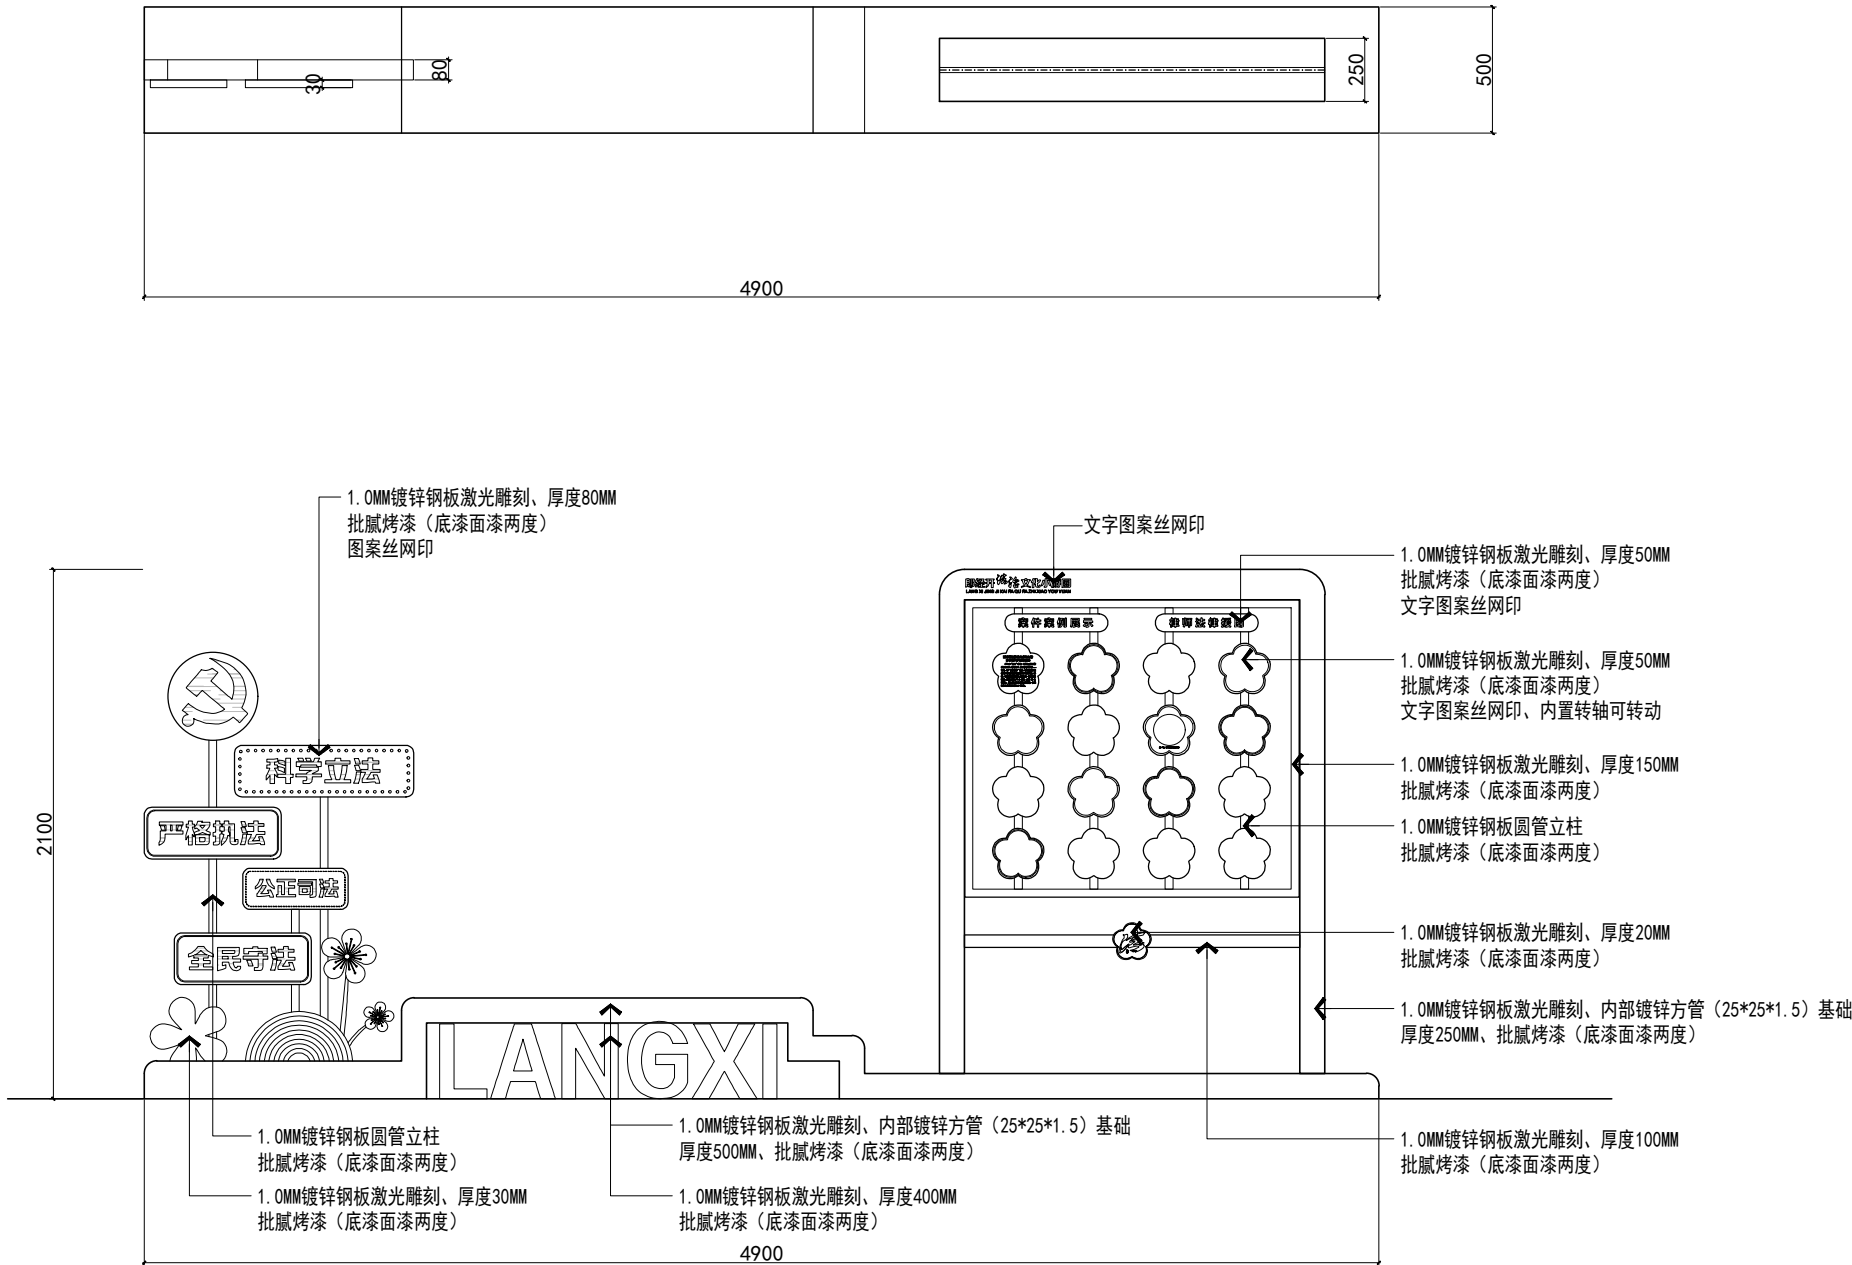 80
30
250
500
4900
1.0MM镀锌钢板激光雕刻、厚度80MM
批腻烤漆（底漆面漆两度）
图案丝网印
文字图案丝网印
1.0MM镀锌钢板激光雕刻、厚度50MM
批腻烤漆（底漆面漆两度）
文字图案丝网印
案件案例展示
1.0MM镀锌钢板激光雕刻、厚度50MM
批腻烤漆（底漆面漆两度）
文字图案丝网印、内置转轴可转动
1.0MM镀锌钢板激光雕刻、厚度150MM
批腻烤漆（底漆面漆两度）
1.0MM镀锌钢板圆管立柱
批腻烤漆（底漆面漆两度）
1.0MM镀锌钢板激光雕刻、厚度20MM
批腻烤漆（底漆面漆两度）
1.0MM镀锌钢板激光雕刻、内部镀锌方管（25*25*1.5）基础
厚度250MM、批腻烤漆（底漆面漆两度）
1.0MM镀锌钢板激光雕刻、厚度100MM
批腻烤漆（底漆面漆两度）
2100
科学立法
严格执法
公正司法
全民守法
LANGXI
1.0MM镀锌钢板圆管立柱
批腻烤漆（底漆面漆两度）
1.0MM镀锌钢板激光雕刻、厚度30MM
批腻烤漆（底漆面漆两度）
1.0MM镀锌钢板激光雕刻、内部镀锌方管（25*25*1.5）基础
厚度500MM、批腻烤漆（底漆面漆两度）
1.0MM镀锌钢板激光雕刻、厚度400MM
批腻烤漆（底漆面漆两度）
4900